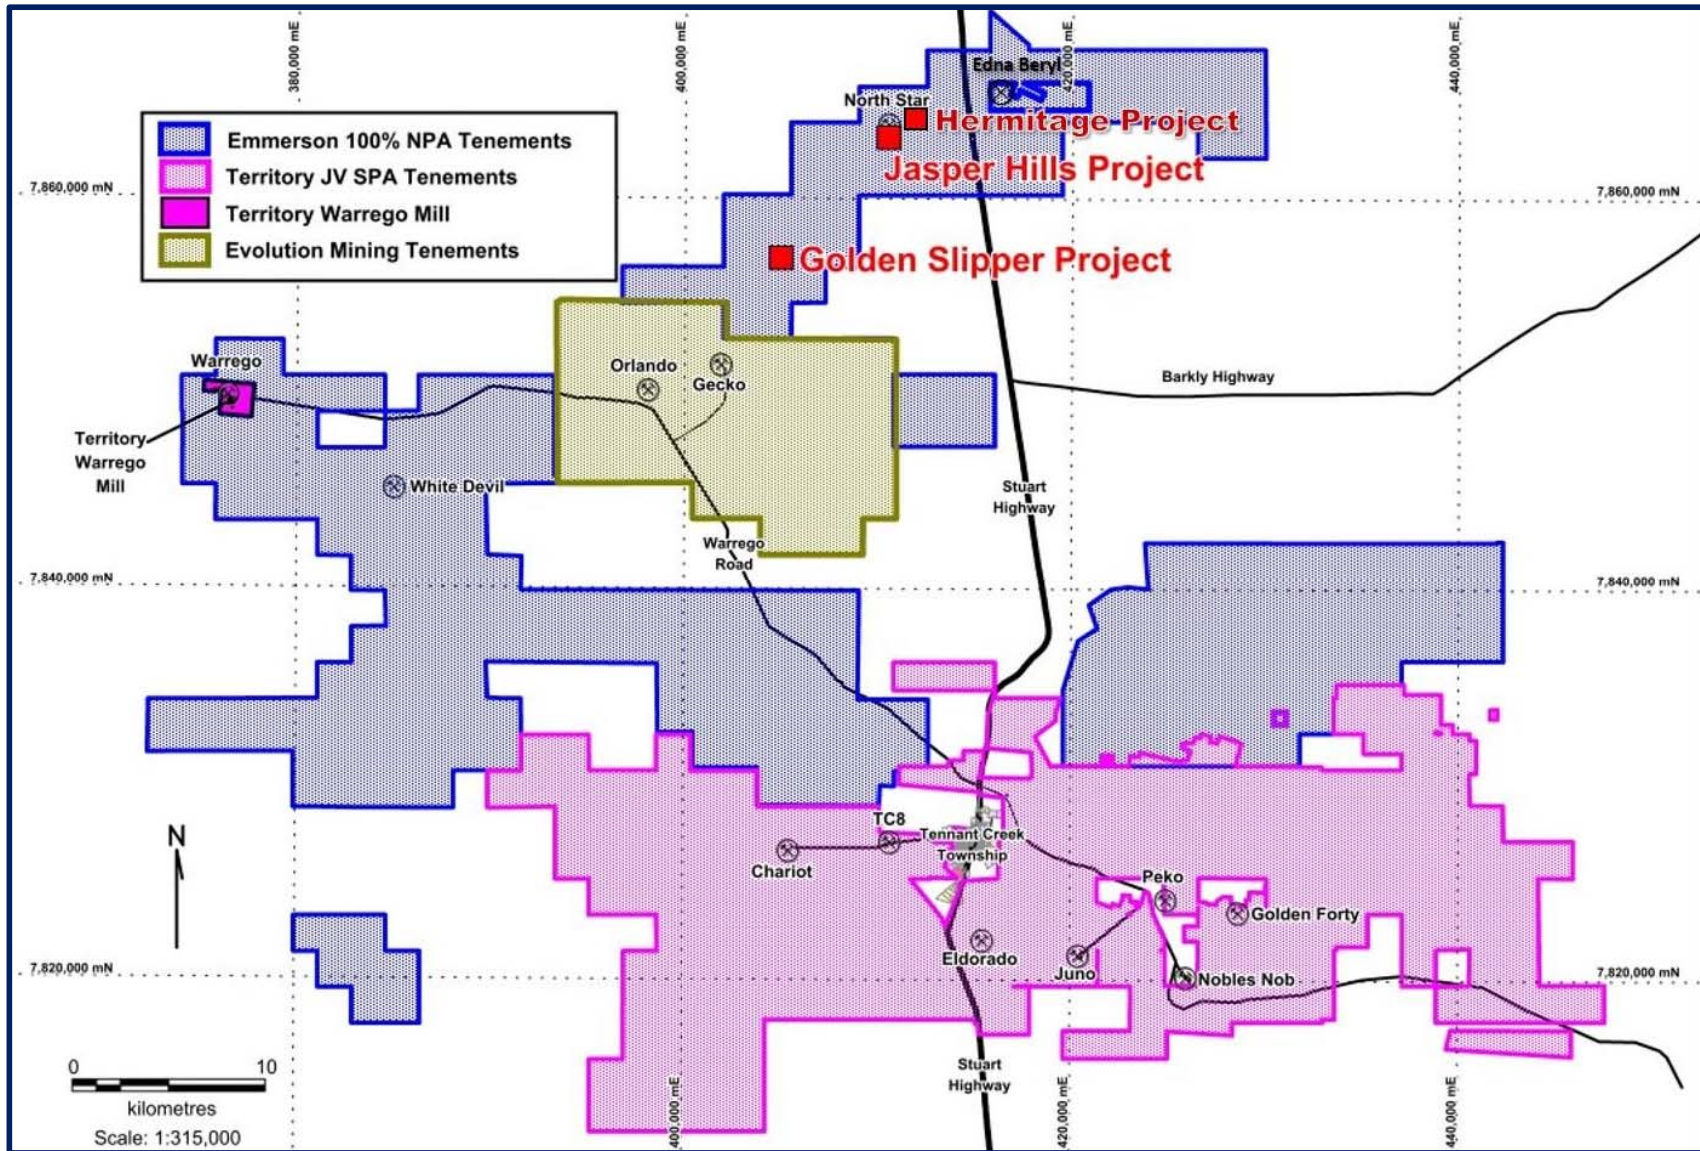 380,000 mE
400,000 mE
420,000 mE
440,000 mE
Edna Beryl
North Star
Hermitage Project
Jasper Hills Project
Emmerson 100% NPA Tenements
Territory JV SPA Tenements
Territory Warrego Mill
Evolution Mining Tenements
7,860,000 mN
7,860,000 mN
Golden Slipper Project
Warrego
Orlando
Gecko
Barkly Highway
Territory
Warrego
Mill
White Devil
Stuart
Highway
Warrego
Road
7,840,000 mN
7,840,000 mN
TC8
Tennant Creek
Township
N
Chariot
Peko
Golden Forty
Eldorado
Juno
Nobles Nob
7,820,000 mN
7,820,000 mN
0 10
kilometres
Scale: 1:315,000
Stuart
Highway
400,000 mE
420,000 mE
440,000 mE